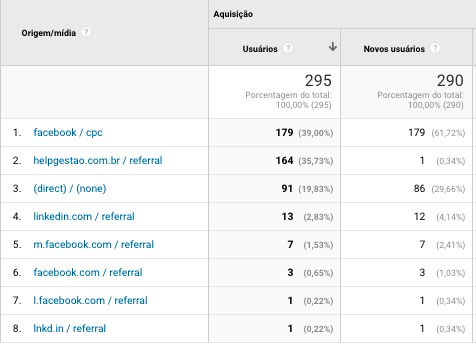 Aquisição
Origem/mídia ?
Usuários ? ↓
Novos usuários ?
295
Porcentagem do total:
100,00% (295)
290
Porcentagem do total:
100,00% (290)
1. facebook / cpc 179 (39,00%) 179 (61,72%)
2. helpgestao.com.br / referral 164 (35,73%) 1 (0,34%)
3. (direct) / (none) 91 (19,83%) 86 (29,66%)
4. linkedin.com / referral 13 (2,83%) 12 (4,14%)
5. m.facebook.com / referral 7 (1,53%) 7 (2,41%)
6. facebook.com / referral 3 (0,65%) 3 (1,03%)
7. l.facebook.com / referral 1 (0,22%) 1 (0,34%)
8. lnkd.in / referral 1 (0,22%) 1 (0,34%)